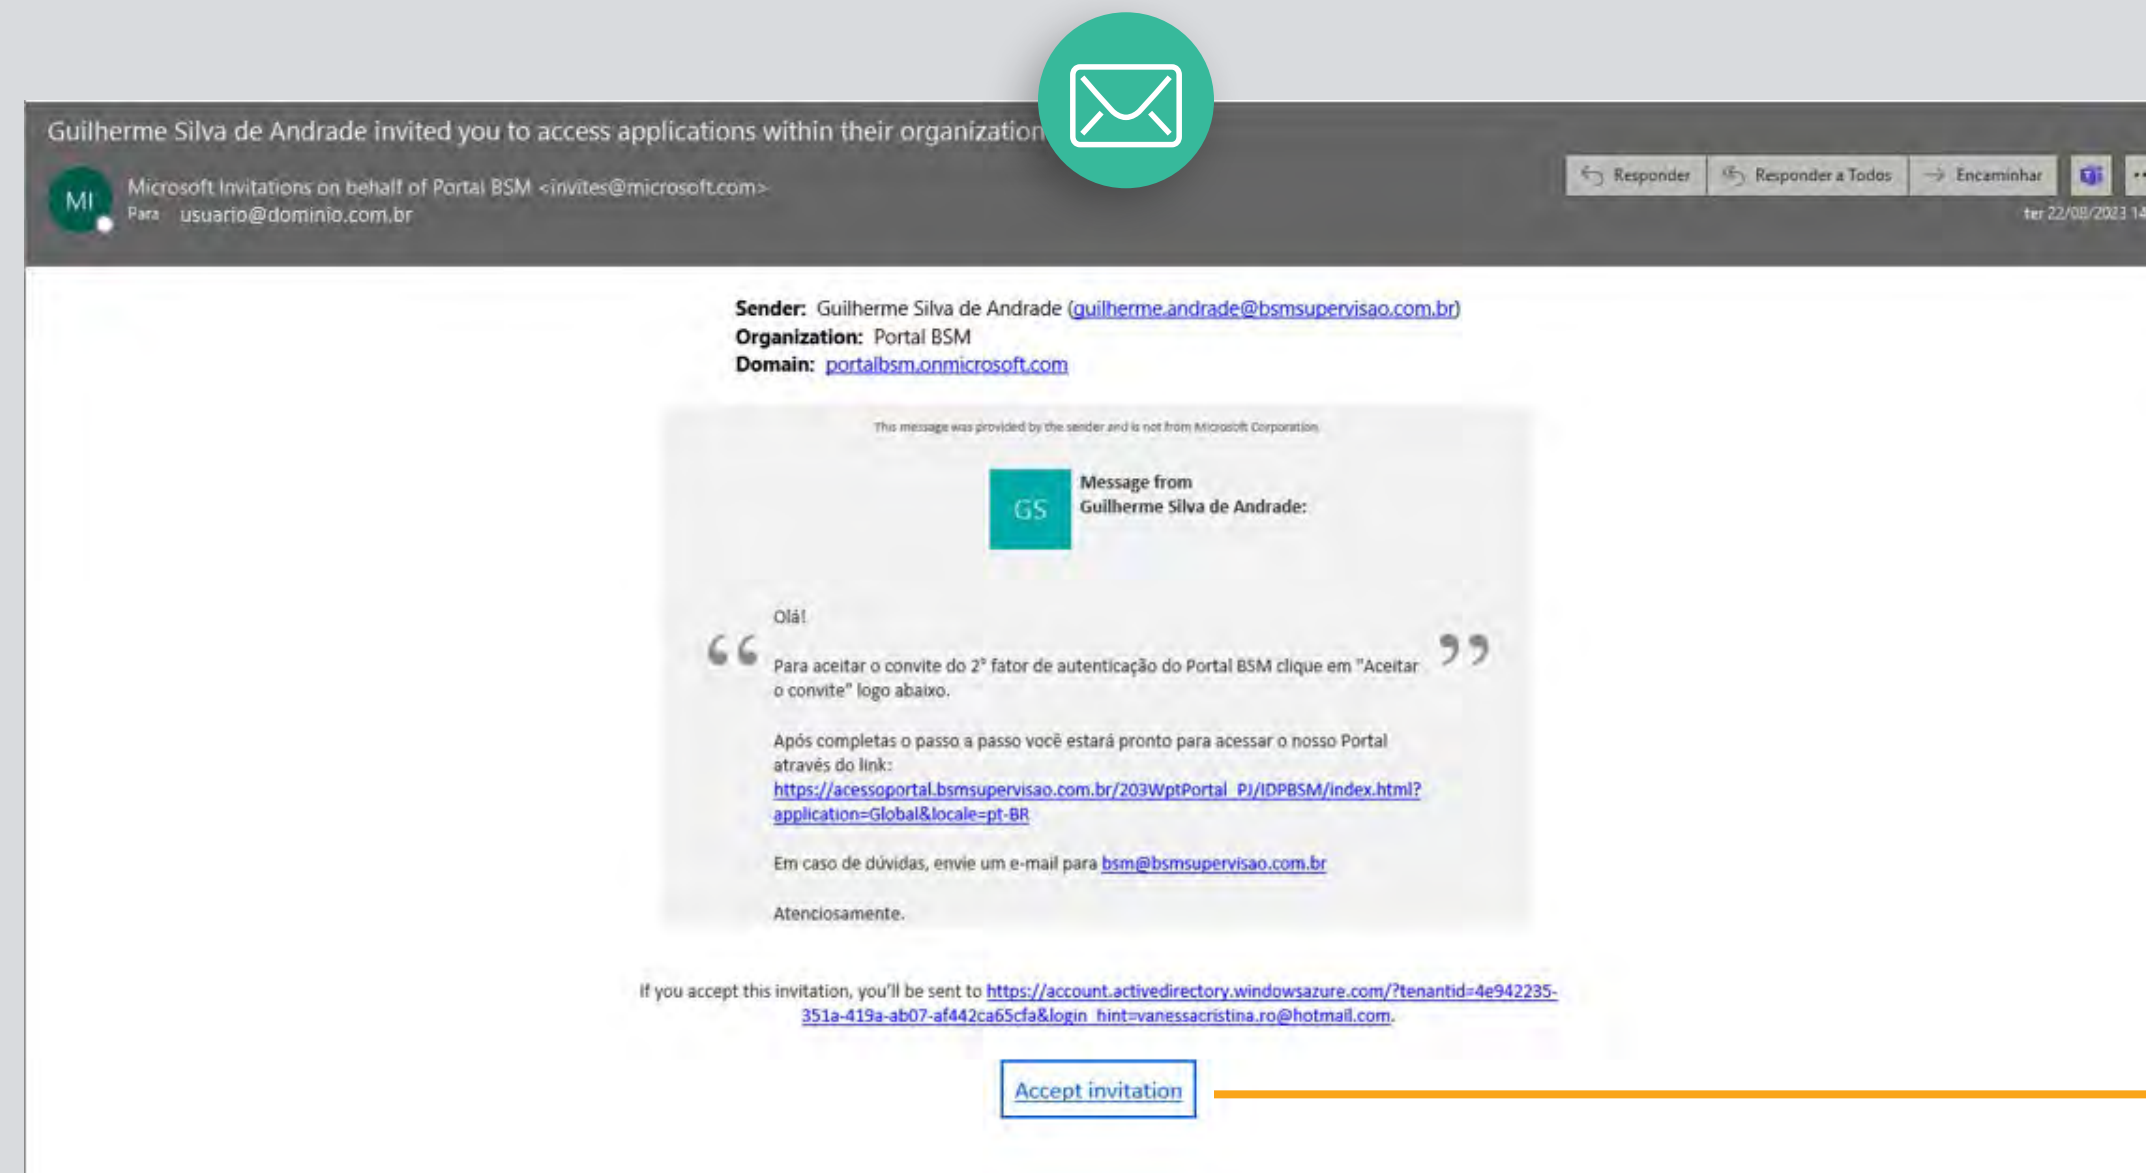 Guilherme Silva de Andrade invited you to access applications within their organization
MI
Microsoft Invitations on behalf of Portal BSM <invites@microsoft.com>
Para usuario@dominio.com.br
Responder
Responder a Todos
Encaminhar
ter 22/08/2023 14
Sender: Guilherme Silva de Andrade (guilherme.andrade@bsmsupervisao.com.br)
Organization: Portal BSM
Domain: portalbsm.onmicrosoft.com
This message was provided by the sender and is not from Microsoft Corporation.
GS
Message from
Guilherme Silva de Andrade:
Olá!
“
Para aceitar o convite do 2° fator de autenticação do Portal BSM clique em "Aceitar
o convite" logo abaixo.
”
Após completas o passo a passo você estará pronto para acessar o nosso Portal
através do link:
https://acessoportal.bsmsupervisao.com.br/203WptPortal_PJ/IDPBSM/index.html?
application=Global&locale=pt-BR
Em caso de dúvidas, envie um e-mail para bsm@bsmsupervisao.com.br
Atenciosamente.
If you accept this invitation, you'll be sent to https://account.activedirectory.windowsazure.com/?tenantid=4e942235-
351a-419a-ab07-af442ca65cfa&login_hint=vanessacristina.ro@hotmail.com.
Accept invitation